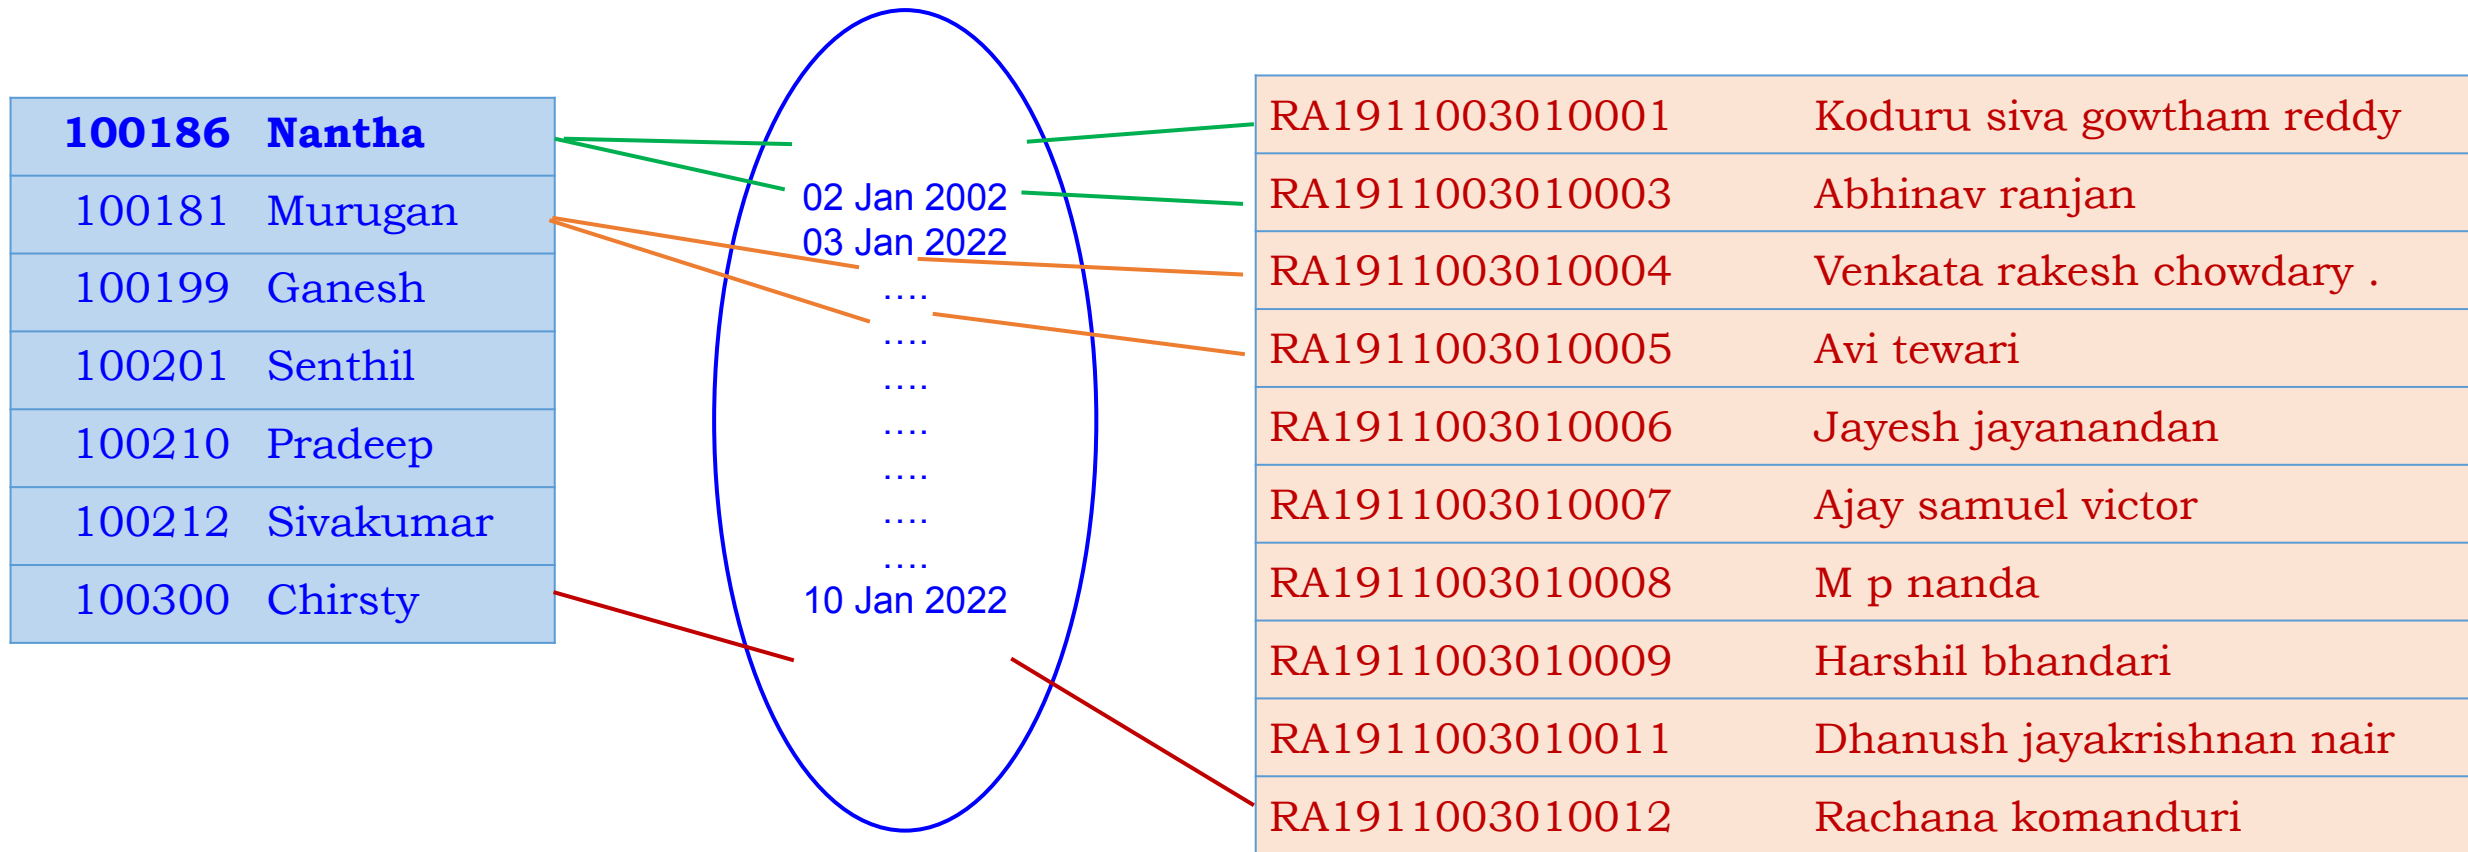 100186 Nantha
100181 Murugan
100199 Ganesh
100201 Senthil
100210 Pradeep
100212 Sivakumar
100300 Chirsty
02 Jan 2002
03 Jan 2022
....
....
....
....
....
....
....
10 Jan 2022
RA1911003010001 Koduru siva gowtham reddy
RA1911003010003 Abhinav ranjan
RA1911003010004 Venkata rakesh chowdary .
RA1911003010005 Avi tewari
RA1911003010006 Jayesh jayanandan
RA1911003010007 Ajay samuel victor
RA1911003010008 M p nanda
RA1911003010009 Harshil bhandari
RA1911003010011 Dhanush jayakrishnan nair
RA1911003010012 Rachana komanduri